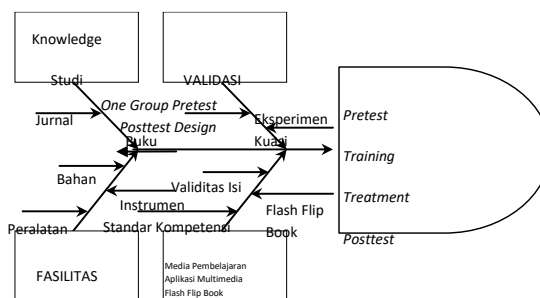 Knowledge
Studi
VALIDASI
One Group Pretest
Jurnal
Eksperimen
Pretest
Posttest Design
Buku
Kuasi
Training
Bahan
Validitas Isi
Treatment
Instrumen
Flash Flip
Book
Peralatan
Standar Kompetensi
Posttest
FASILITAS
Media Pembelajaran
Aplikasi Multimedia
Flash Flip Book